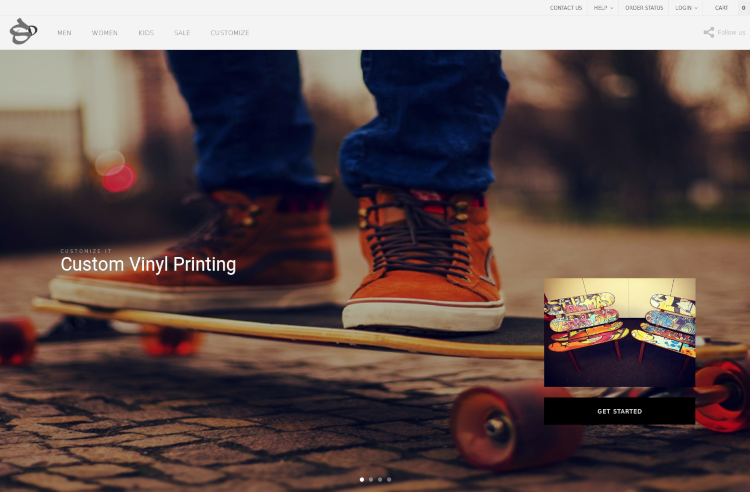 CONTACT US HELP ORDER STATUS LOGIN CART 0
MEN WOMEN KIDS SALE CUSTOMIZE Follow us
CUSTOMIZE IT
Custom Vinyl Printing
GET STARTED